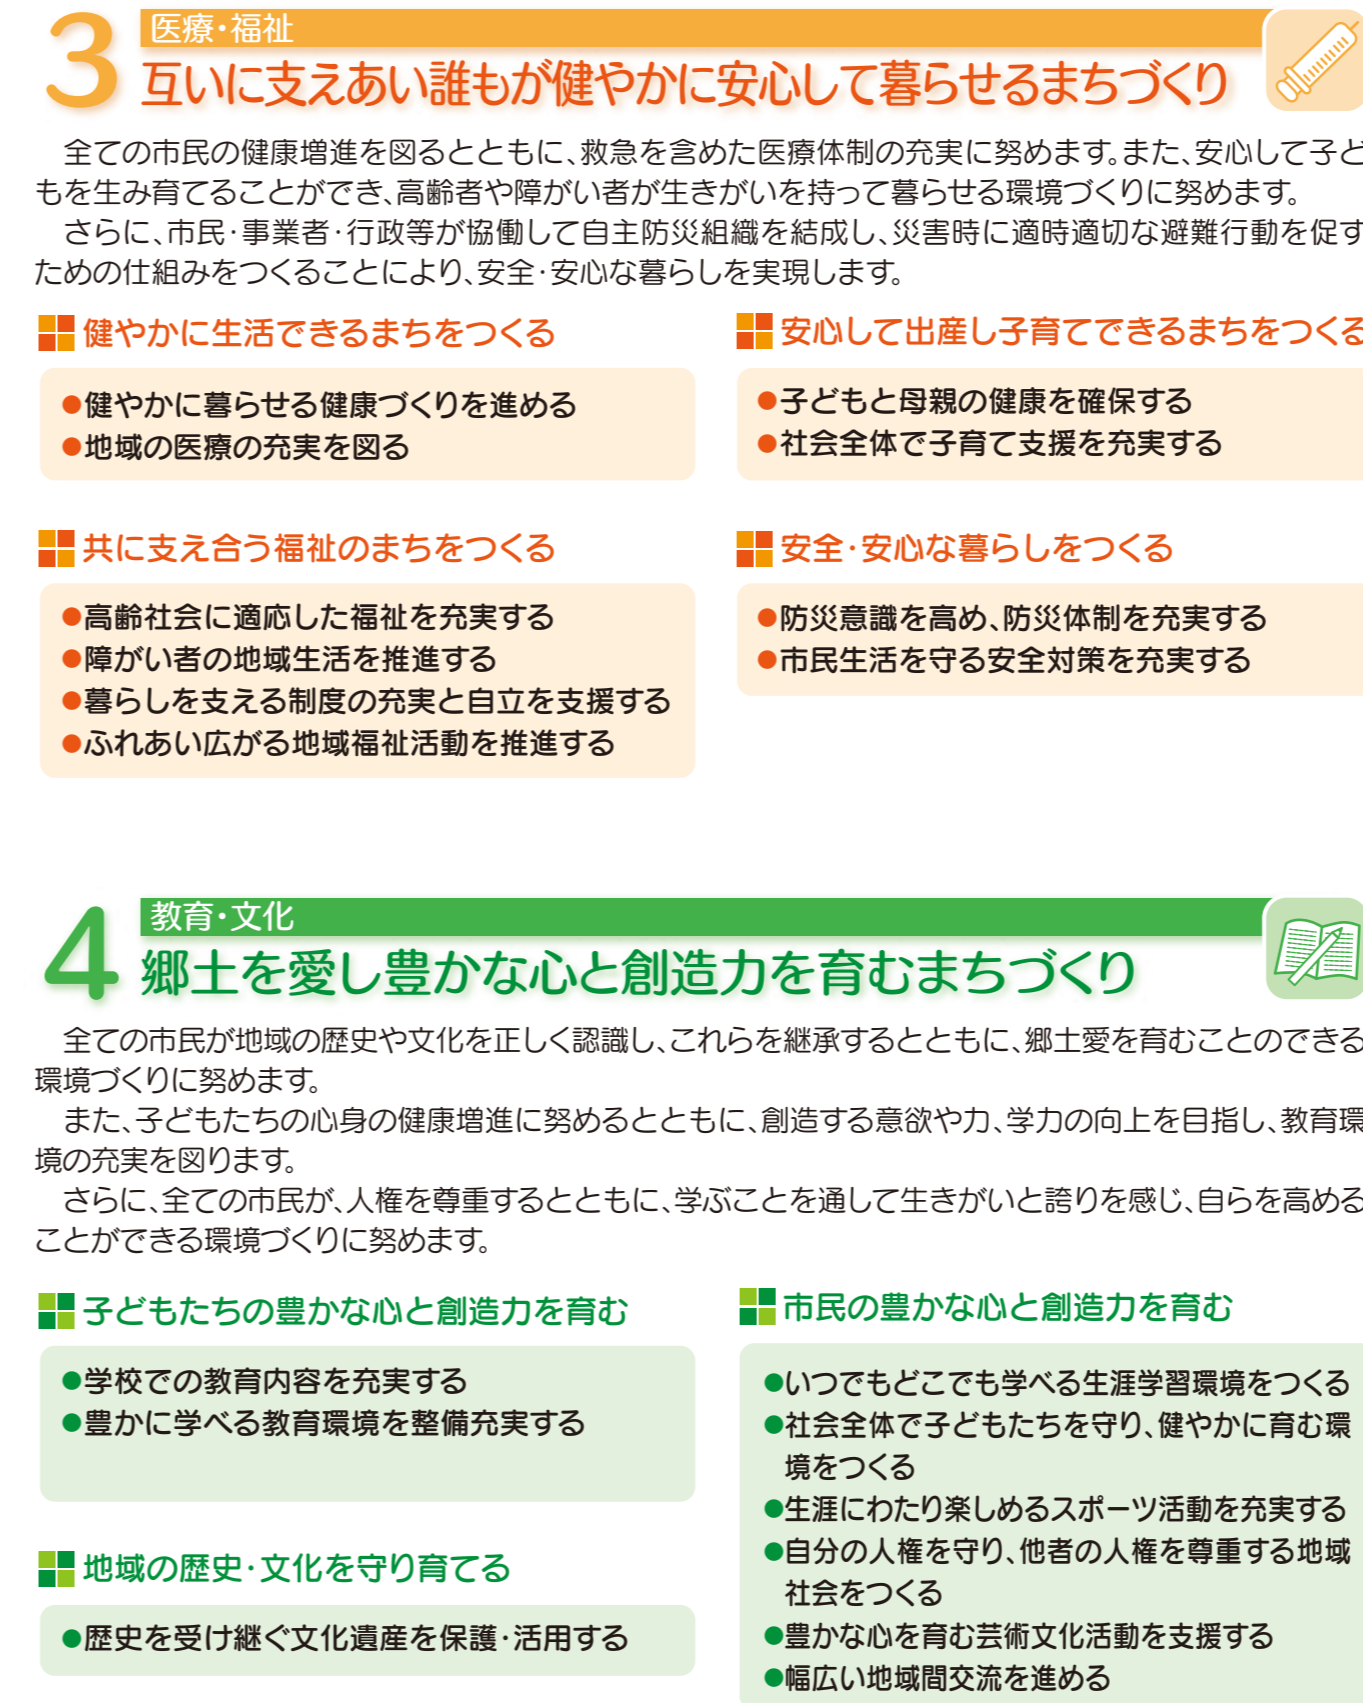 3
医療・福祉
互いに支えあい誰もが健やかに安心して暮らせるまちづくり
全ての市民の健康増進を図るとともに、救急を含めた医療体制の充実に努めます。また、安心して子ど
もを生み育てることができ、高齢者や障がい者が生きがいを持って暮らせる環境づくりに努めます。
さらに、市民・事業者・行政等が協働して自主防災組織を結成し、災害時に適時適切な避難行動を促す
ための仕組みをつくることにより、安全・安心な暮らしを実現します。
健やかに生活できるまちをつくる
●健やかに暮らせる健康づくりを進める
●地域の医療の充実を図る
安心して出産し子育てできるまちをつくる
●子どもと母親の健康を確保する
●社会全体で子育て支援を充実する
共に支え合う福祉のまちをつくる
●高齢社会に適応した福祉を充実する
●障がい者の地域生活を推進する
●暮らしを支える制度の充実と自立を支援する
●ふれあい広がる地域福祉活動を推進する
安全・安心な暮らしをつくる
●防災意識を高め、防災体制を充実する
●市民生活を守る安全対策を充実する
4
教育・文化
郷土を愛し豊かな心と創造力を育むまちづくり
全ての市民が地域の歴史や文化を正しく認識し、これらを継承するとともに、郷土愛を育むことのできる
環境づくりに努めます。
また、子どもたちの心身の健康増進に努めるとともに、創造する意欲や力、学力の向上を目指し、教育環
境の充実を図ります。
さらに、全ての市民が、人権を尊重するとともに、学ぶことを通して生きがいと誇りを感じ、自らを高める
ことができる環境づくりに努めます。
子どもたちの豊かな心と創造力を育む
●学校での教育内容を充実する
●豊かに学べる教育環境を整備充実する
地域の歴史・文化を守り育てる
●歴史を受け継ぐ文化遺産を保護・活用する
市民の豊かな心と創造力を育む
●いつでもどこでも学べる生涯学習環境をつくる
●社会全体で子どもたちを守り、健やかに育む環
境をつくる
●生涯にわたり楽しめるスポーツ活動を充実する
●自分の人権を守り、他者の人権を尊重する地域
社会をつくる
●豊かな心を育む芸術文化活動を支援する
●幅広い地域間交流を進める